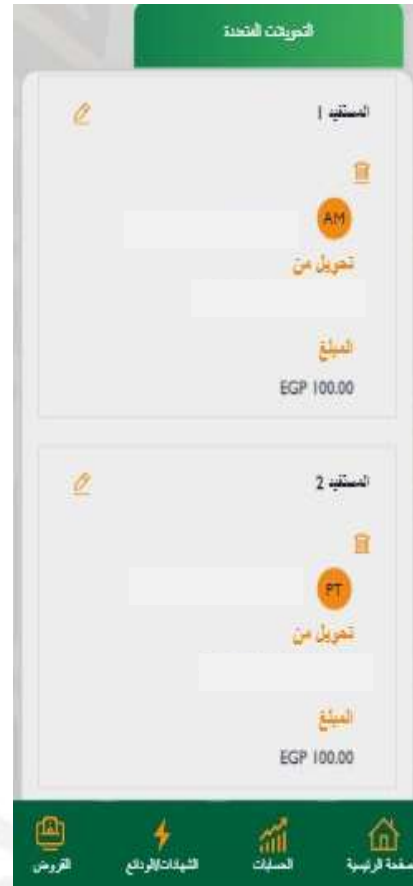 التحويلات المتعددة
المستفيد 1
AM
تحويل من
المبلغ
EGP 100.00
المستفيد 2
PT
تحويل من
المبلغ
EGP 100.00
صفحة الرئيسية
الحسابات
الشهادات/الودائع
القروض